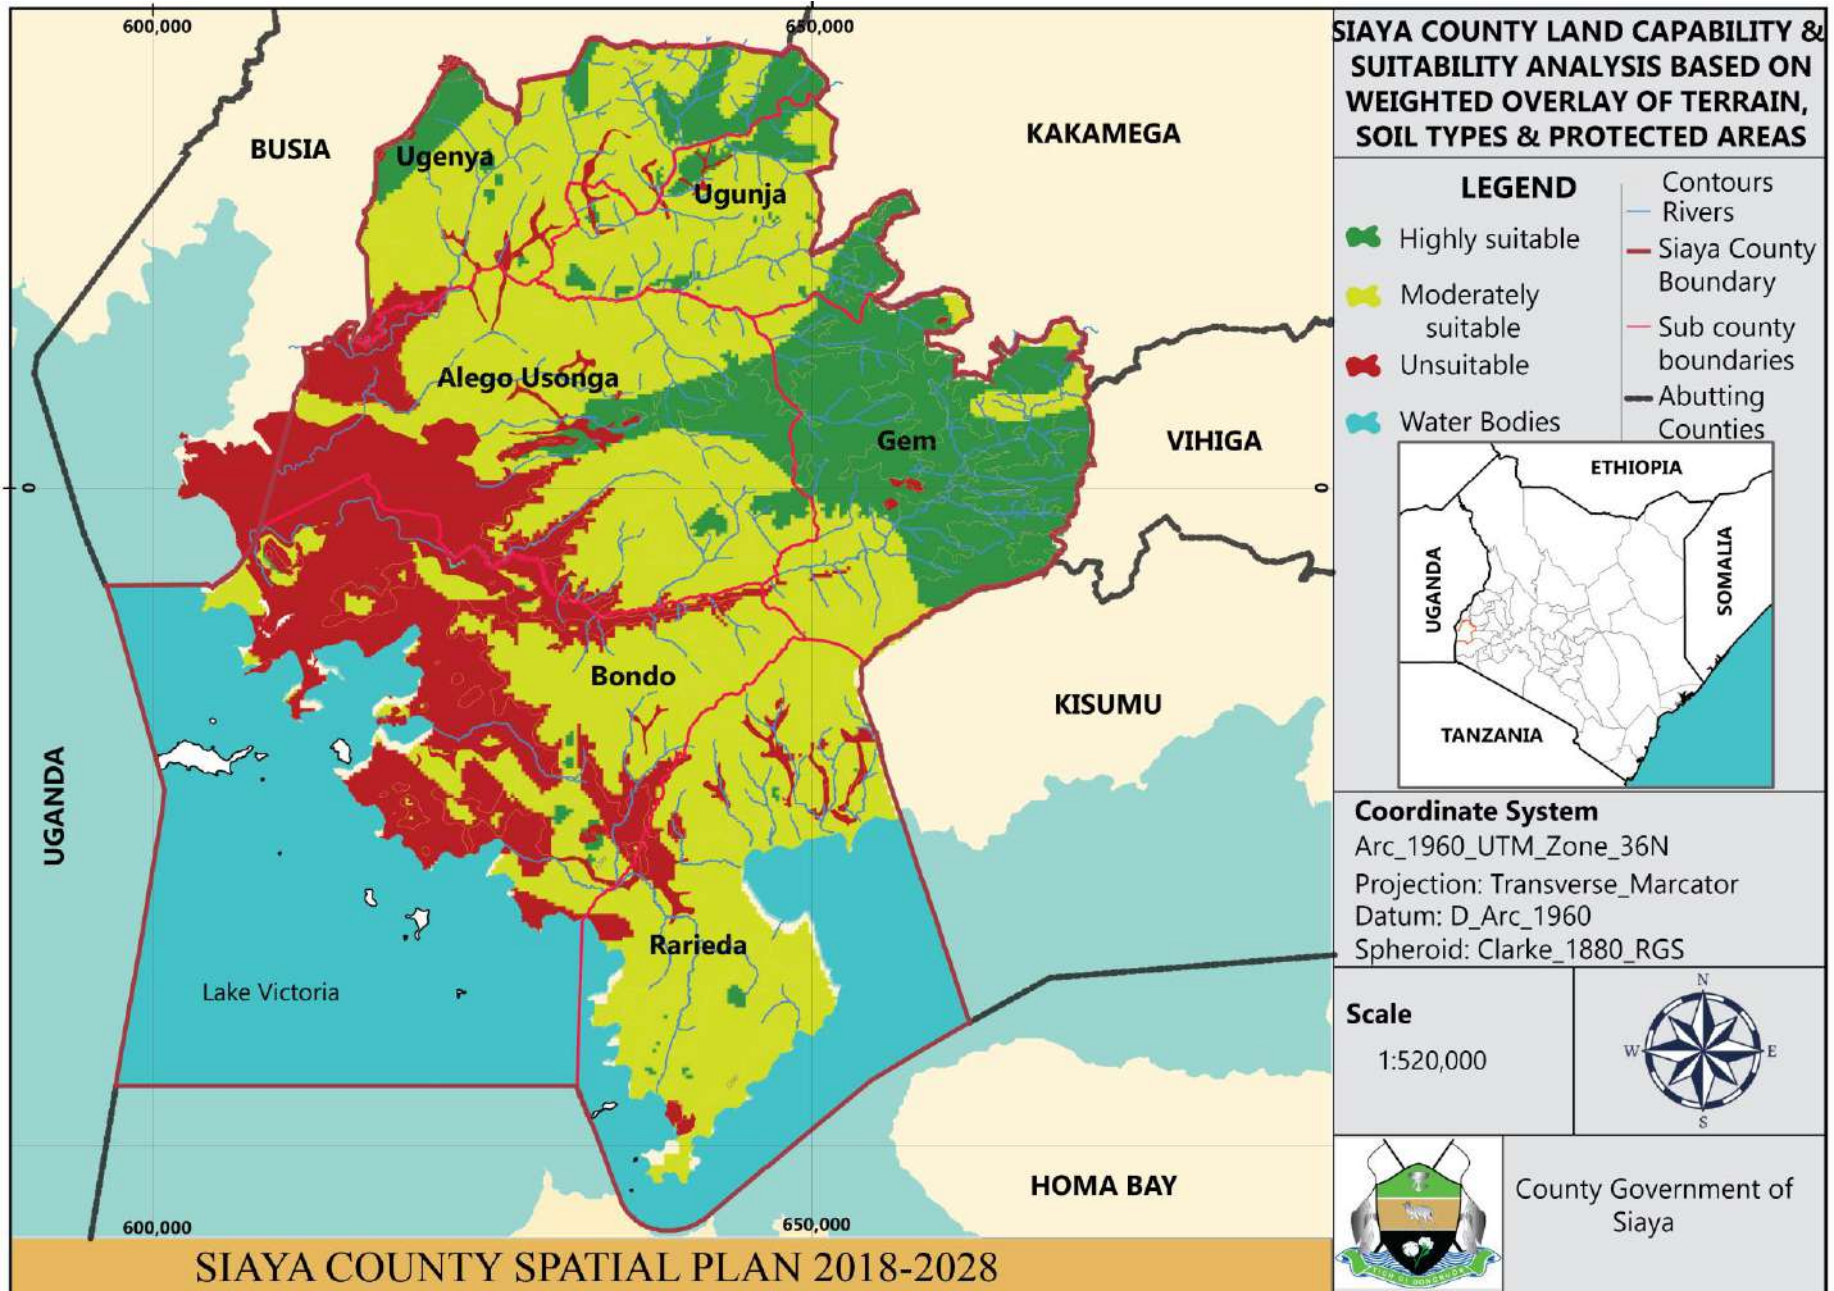 600,000
650,000
BUSIA
KAKAMEGA
Ugenya
Ugunja
Alego Usonga
Gem
VIHIGA
0
0
Bondo
KISUMU
UGANDA
Rarieda
Lake Victoria
HOMA BAY
600,000
650,000
SIAYA COUNTY SPATIAL PLAN 2018-2028
SIAYA COUNTY LAND CAPABILITY &
SUITABILITY ANALYSIS BASED ON
WEIGHTED OVERLAY OF TERRAIN,
SOIL TYPES & PROTECTED AREAS
LEGEND
Highly suitable
Moderately
suitable
Unsuitable
Water Bodies
Contours
Rivers
Siaya County
Boundary
Sub county
boundaries
Abutting
Counties
ETHIOPIA
UGANDA
SOMALIA
TANZANIA
Coordinate System
Arc_1960_UTM_Zone_36N
Projection: Transverse_Marcator
Datum: D_Arc_1960
Spheroid: Clarke_1880_RGS
Scale
1:520,000
N
W
E
S
County Government of
Siaya